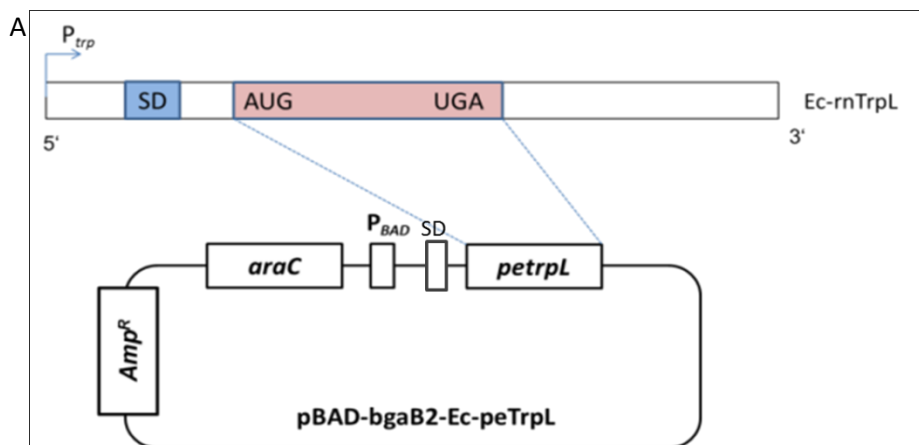 A
Ptrp
SD
AUG
UGA
Ec-rnTrpL
5‘
3‘
PBAD
SD
araC
petrpL
AmpR
pBAD-bgaB2-Ec-peTrpL